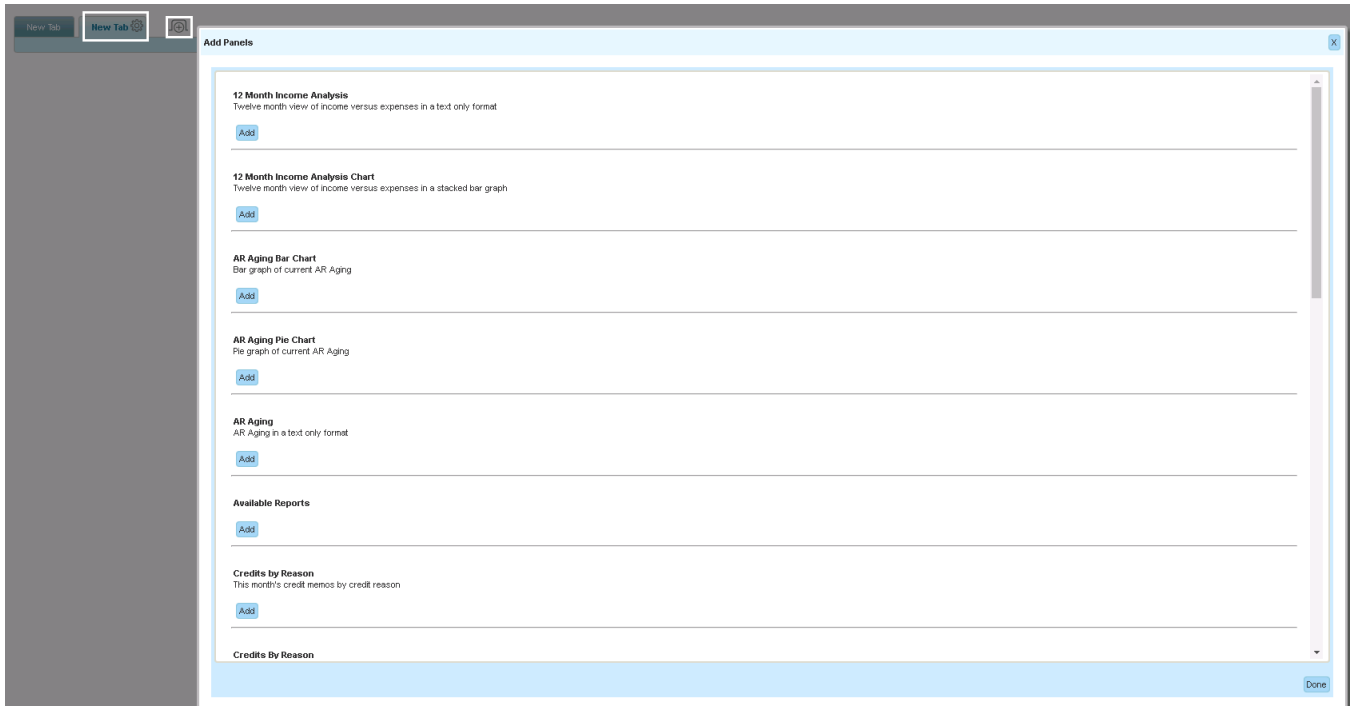 New Tab
New Tab
Add Panels
X
12 Month Income Analysis
Twelve month view of income versus expenses in a text only format
Add
12 Month Income Analysis Chart
Twelve month view of income versus expenses in a stacked bar graph
Add
AR Aging Bar Chart
Bar graph of current AR Aging
Add
AR Aging Pie Chart
Pie graph of current AR Aging
Add
AR Aging
AR Aging in a text only format
Add
Available Reports
Add
Credits by Reason
This month's credit memos by credit reason
Add
Credits By Reason
Done